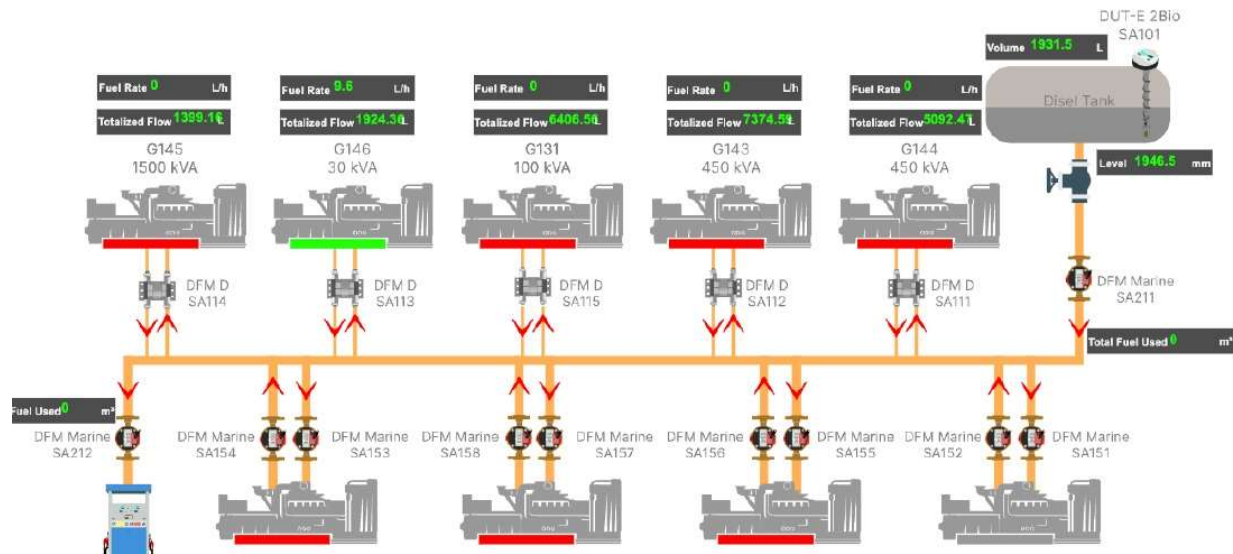 DUT-E 2Bio
SA101
Volume 1931.5 L
Disel Tank
Level 1946.5 mm
Fuel Rate 0 L/h
Totalized Flow 1399.16 L
G145
1500 kVA
Fuel Rate 9.6 L/h
Totalized Flow 1924.36 L
G146
30 kVA
Fuel Rate 0 L/h
Totalized Flow 6406.56 L
G131
100 kVA
Fuel Rate 0 L/h
Totalized Flow 7374.59 L
G143
450 kVA
Fuel Rate 0 L/h
Totalized Flow 5092.47 L
G144
450 kVA
DFM D
SA114
DFM D
SA113
DFM D
SA115
DFM D
SA112
DFM D
SA111
DFM Marine
SA211
Total Fuel Used 0 m³
Fuel Used 0 m³
DFM Marine
SA212
DFM Marine
SA154
DFM Marine
SA153
DFM Marine
SA158
DFM Marine
SA157
DFM Marine
SA156
DFM Marine
SA155
DFM Marine
SA152
DFM Marine
SA151